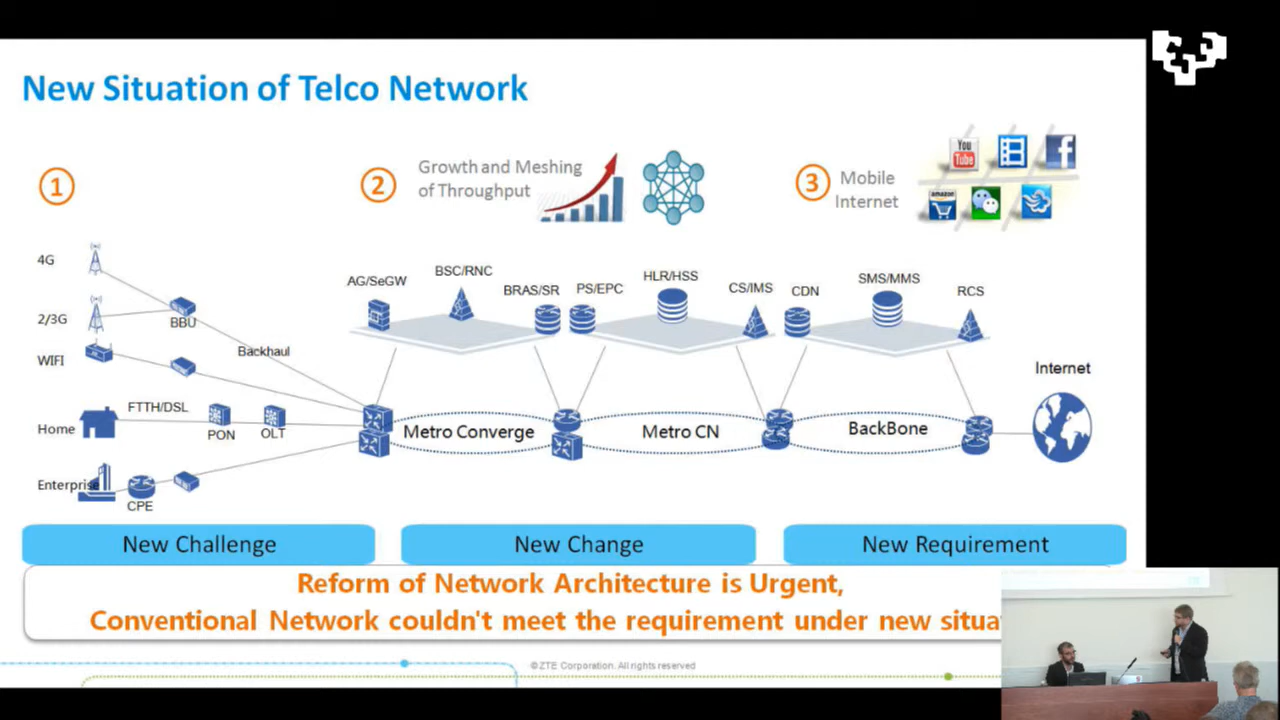 New Situation of Telco Network
1
2
Growth and Meshing
of Throughput
3
Mobile
Internet
You
Tube
f
amazon
4G
2/3G
BBU
WIFI
Backhaul
Home
FTTH/DSL
PON
OLT
Enterprise
CPE
AG/SeGW
BSC/RNC
BRAS/SR
PS/EPC
HLR/HSS
CS/IMS
CDN
SMS/MMS
RCS
Internet
Metro Converge
Metro CN
BackBone
New Challenge
New Change
New Requirement
Reform of Network Architecture is Urgent,
Conventional Network couldn't meet the requirement under new situa
©ZTE Corporation. All rights reserved